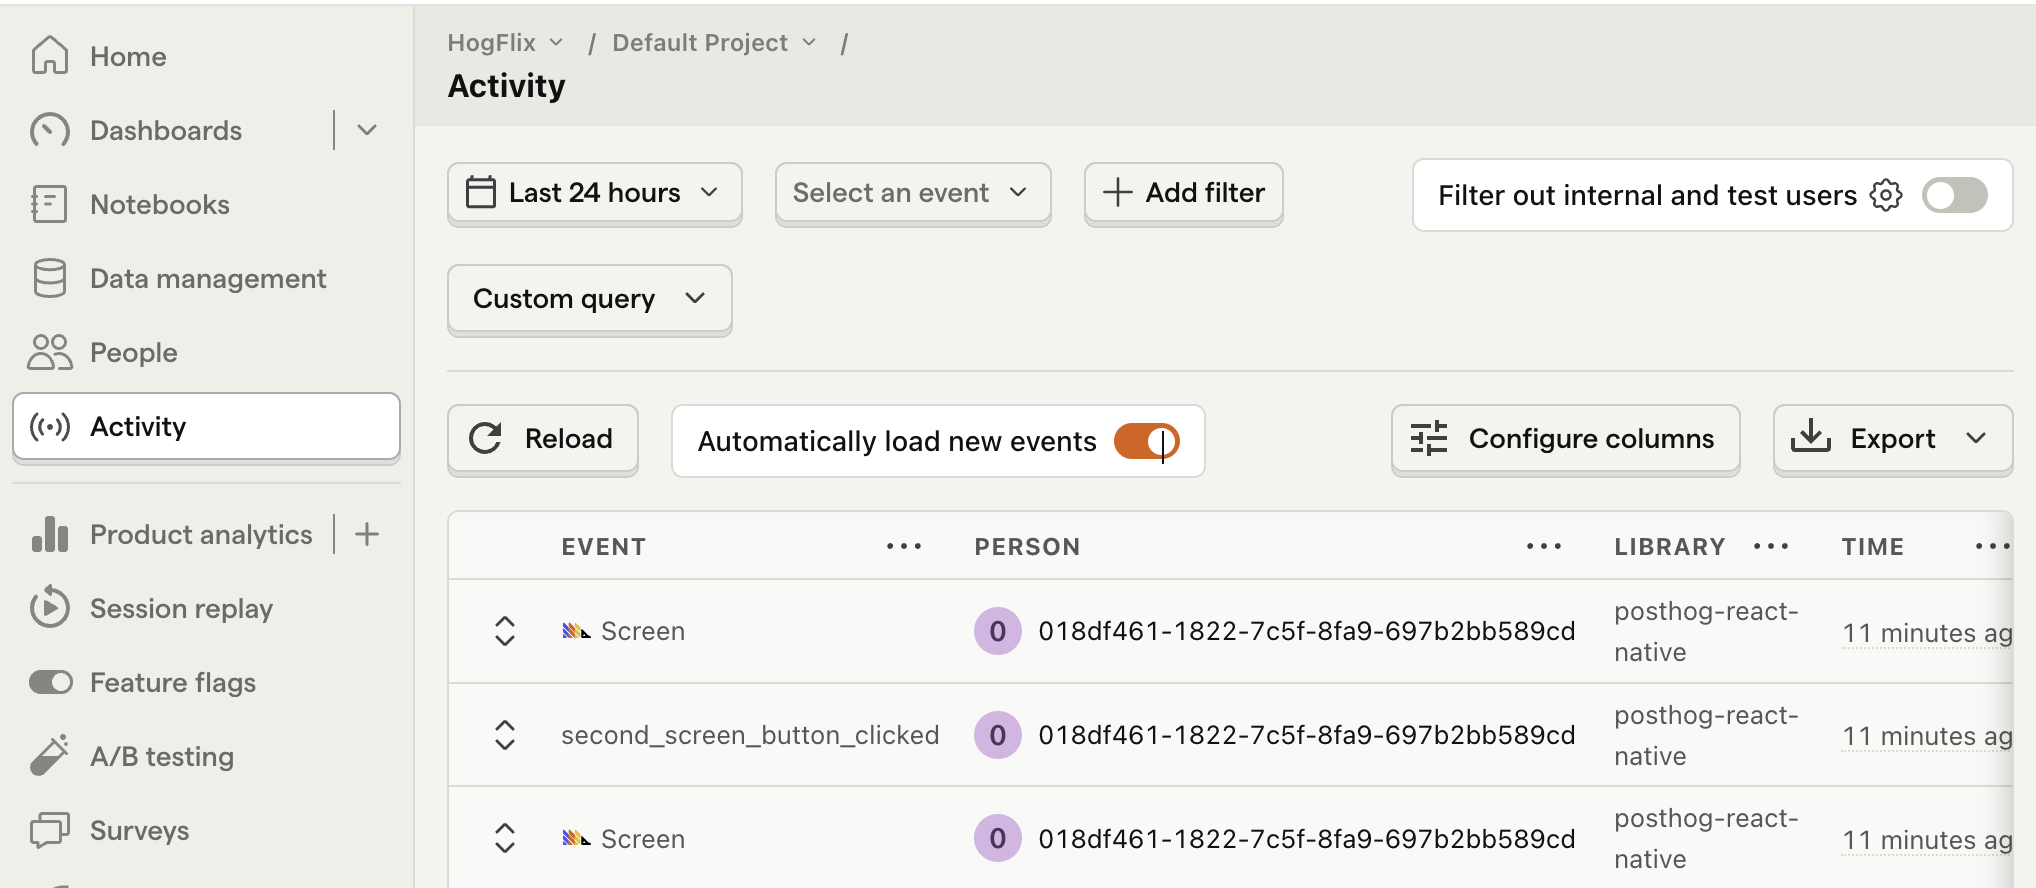 Home
Dashboards
Notebooks
Data management
People
Activity
Product analytics
Session replay
Feature flags
A/B testing
Surveys
HogFlix / Default Project /
Activity
Last 24 hours
Select an event
Add filter
Filter out internal and test users
Custom query
Reload
Automatically load new events
Configure columns
Export
EVENT PERSON LIBRARY TIME
Screen 0 018df461-1822-7c5f-8fa9-697b2bb589cd posthog-react-
native 11 minutes ag
second_screen_button_clicked 0 018df461-1822-7c5f-8fa9-697b2bb589cd posthog-react-
native 11 minutes ag
Screen 0 018df461-1822-7c5f-8fa9-697b2bb589cd posthog-react-
native 11 minutes ag